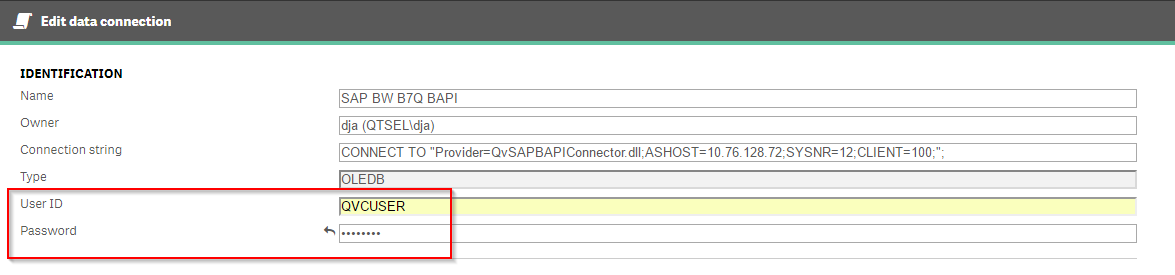 Edit data connection
IDENTIFICATION
Name SAP BW B7Q BAPI
Owner dja (QTSEL\dja)
Connection string CONNECT TO "Provider=QvSAPBAPIConnector.dll;ASHOST=10.76.128.72;SYSNR=12;CLIENT=100;";
Type OLEDB
User ID QVCUSER
Password ••••••••